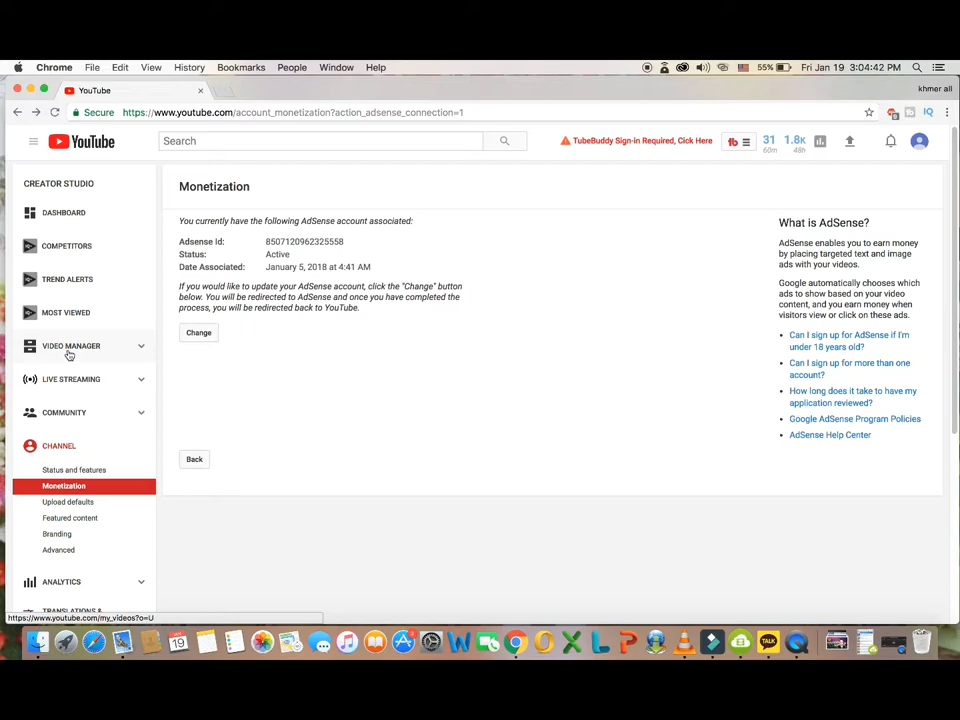 Chrome File Edit View History Bookmarks People Window Help 55% Fri Jan 19 3:04:42 PM
YouTube
khmer all
Secure https://www.youtube.com/account_monetization?action_adsense_connection=1
IQ
YouTube Search TubeBuddy Sign-in Required, Click Here tb 31 60m 1.8K 48h
CREATOR STUDIO
DASHBOARD
COMPETITORS
TREND ALERTS
MOST VIEWED
VIDEO MANAGER
LIVE STREAMING
COMMUNITY
CHANNEL
Status and features
Monetization
Upload defaults
Featured content
Branding
Advanced
ANALYTICS
TRANSLATIONS &
Monetization
You currently have the following AdSense account associated:
Adsense Id: 8507120962325558
Status: Active
Date Associated: January 5, 2018 at 4:41 AM
If you would like to update your AdSense account, click the "Change" button
below. You will be redirected to AdSense and once you have completed the
process, you will be redirected back to YouTube.
Change
Back
What is AdSense?
AdSense enables you to earn money
by placing targeted text and image
ads with your videos.
Google automatically chooses which
ads to show based on your video
content, and you earn money when
visitors view or click on these ads.
Can I sign up for AdSense if I'm
under 18 years old?
Can I sign up for more than one
account?
How long does it take to have my
application reviewed?
Google AdSense Program Policies
AdSense Help Center
https://www.youtube.com/my_videos?o=U
19
TALK